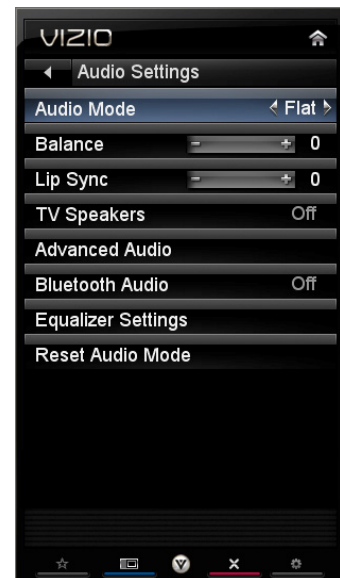 VIZIO
Audio Settings
Audio Mode Flat
Balance - + 0
Lip Sync - + 0
TV Speakers Off
Advanced Audio
Bluetooth Audio Off
Equalizer Settings
Reset Audio Mode
V